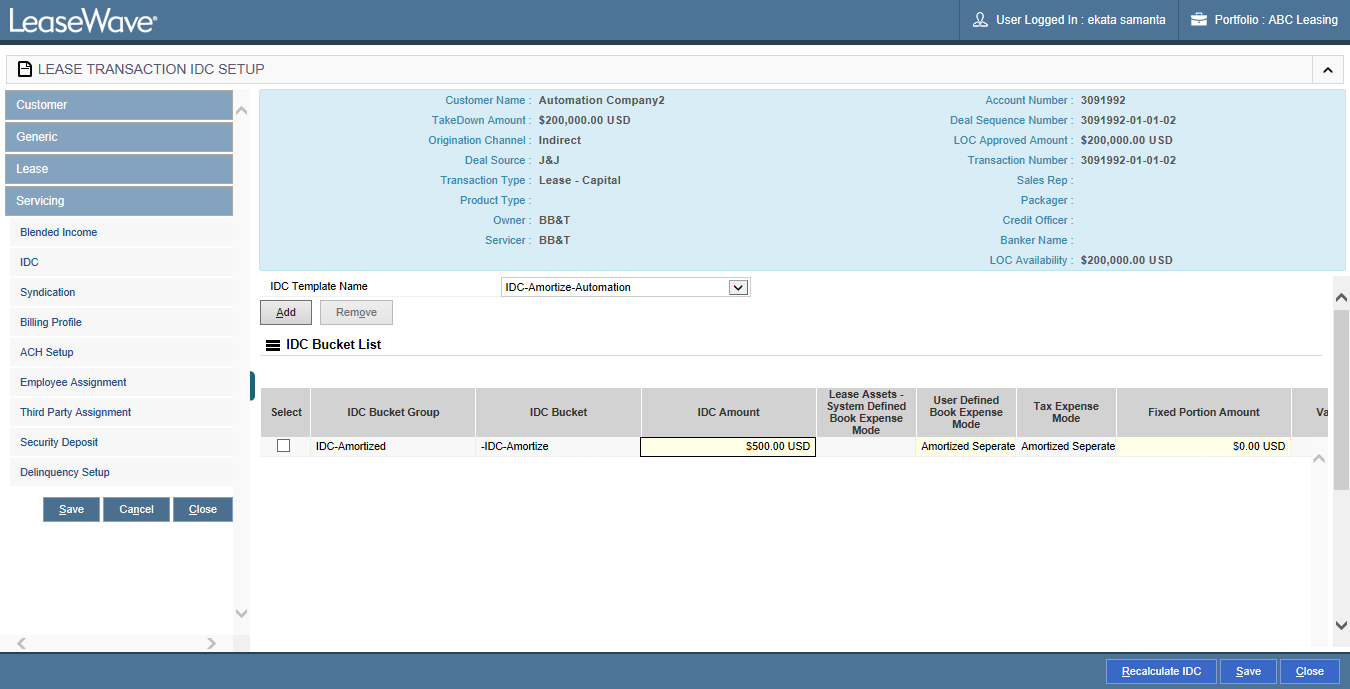 LeaseWave®
User Logged In : ekata samanta
Portfolio : ABC Leasing
LEASE TRANSACTION IDC SETUP
Customer
Generic
Lease
Servicing
Blended Income
IDC
Syndication
Billing Profile
ACH Setup
Employee Assignment
Third Party Assignment
Security Deposit
Delinquency Setup
Save Cancel Close
Customer Name : Automation Company2
TakeDown Amount : $200,000.00 USD
Origination Channel : Indirect
Deal Source : J&J
Transaction Type : Lease - Capital
Product Type :
Owner : BB&T
Servicer : BB&T
Account Number : 3091992
Deal Sequence Number : 3091992-01-01-02
LOC Approved Amount : $200,000.00 USD
Transaction Number : 3091992-01-01-02
Sales Rep :
Packager :
Credit Officer :
Banker Name :
LOC Availability : $200,000.00 USD
IDC Template Name IDC-Amortize-Automation
Add Remove
IDC Bucket List
Select
IDC Bucket Group
IDC Bucket
IDC Amount
Lease Assets -
System Defined
Book Expense
Mode
User Defined
Book Expense
Mode
Tax Expense
Mode
Fixed Portion Amount
Va
IDC-Amortized -IDC-Amortize $500.00 USD Amortized Seperate Amortized Seperate $0.00 USD
Recalculate IDC Save Close